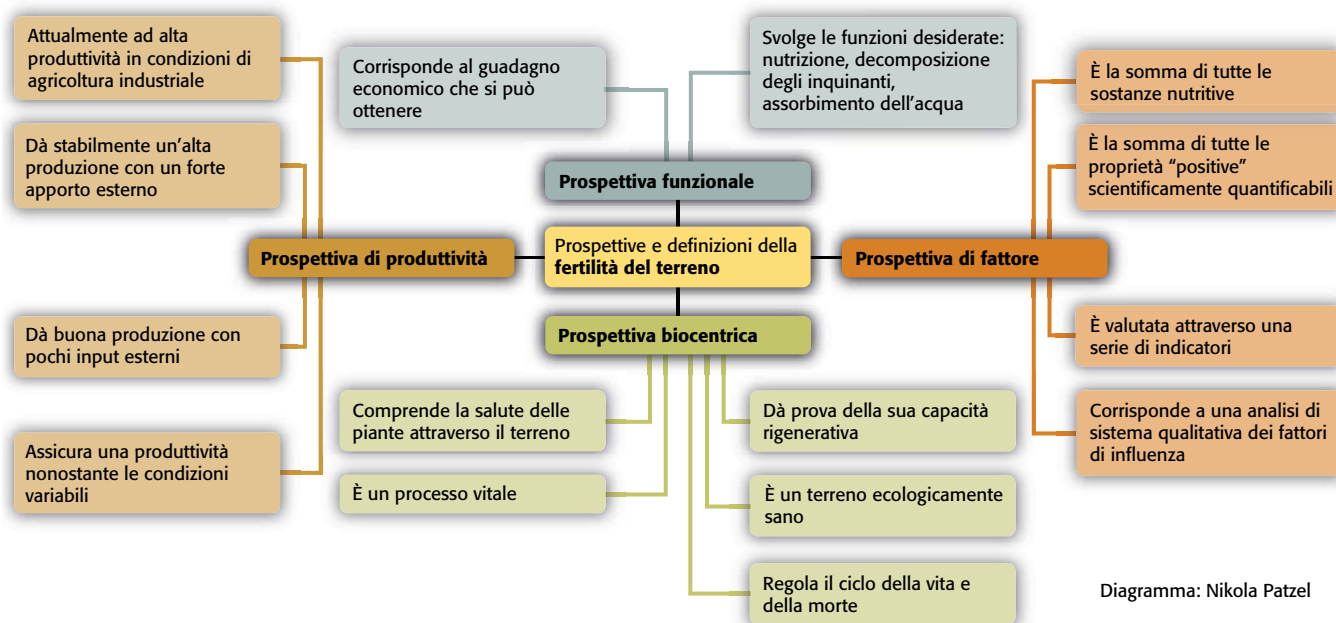 Attualmente ad alta
produttività in condizioni di
agricoltura industriale
Dà stabilmente un'alta
produzione con un forte
apporto esterno
Prospettiva di produttività
Dà buona produzione con
pochi input esterni
Assicura una produttività
nonostante le condizioni
variabili
Corrisponde al guadagno
economico che si può
ottenere
Svolge le funzioni desiderate:
nutrizione, decomposizione
degli inquinanti,
assorbimento dell'acqua
Prospettiva funzionale
Prospettive e definizioni della
fertilità del terreno
Prospettiva biocentrica
Comprende la salute delle
piante attraverso il terreno
È un processo vitale
Dà prova della sua capacità
rigenerativa
È un terreno ecologicamente
sano
Regola il ciclo della vita e
della morte
È la somma di tutte le
sostanze nutritive
È la somma di tutte le
proprietà “positive”
scientificamente quantificabili
Prospettiva di fattore
È valutata attraverso una
serie di indicatori
Corrisponde a una analisi di
sistema qualitativa dei fattori
di influenza
Diagramma: Nikola Patzel